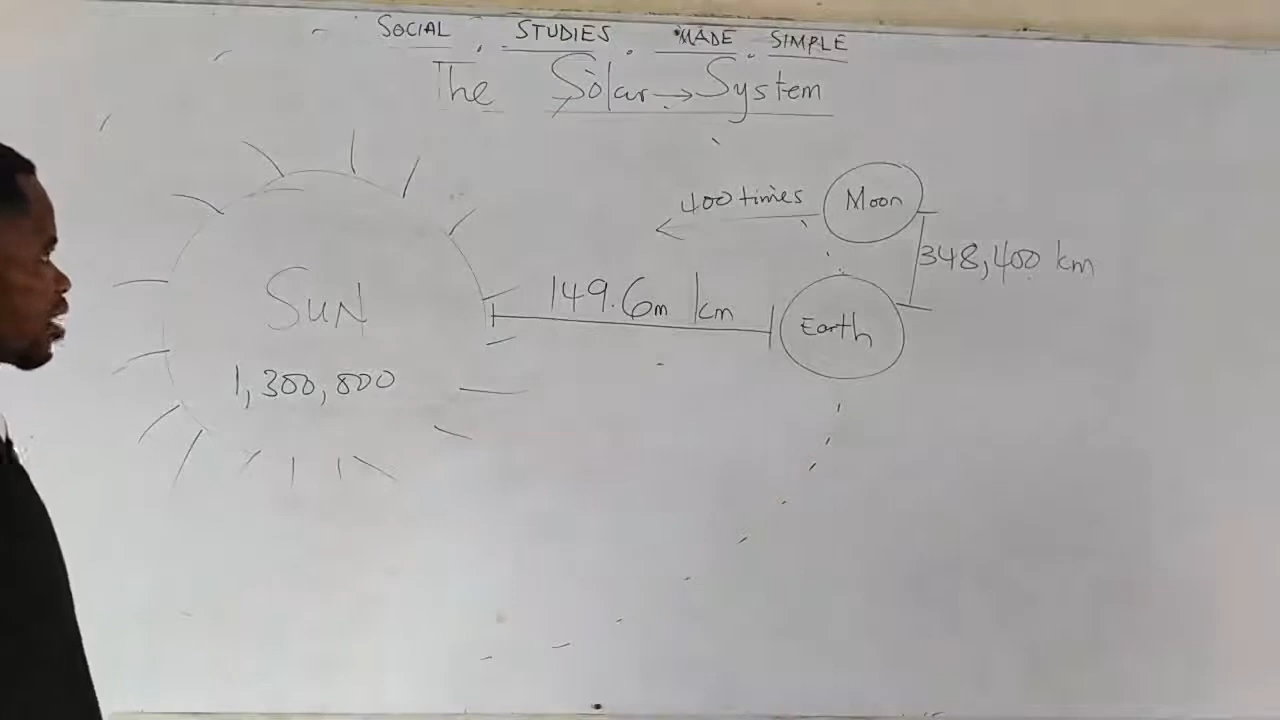 SOCIAL STUDIES MADE SIMPLE
The Solar → System
400 times
Moon
348,400 km
149.6m km
Earth
SUN
1,300,000